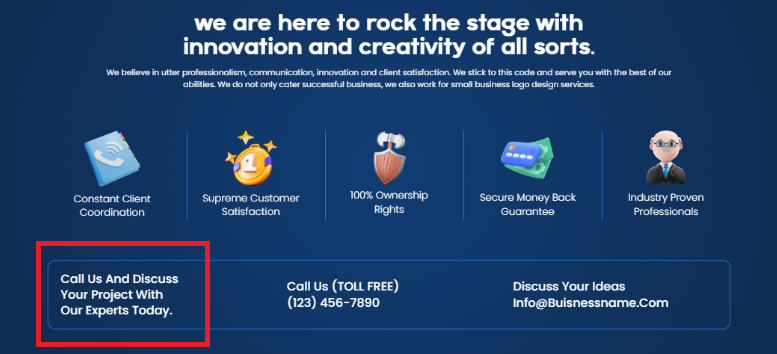 we are here to rock the stage with
innovation and creativity of all sorts.
We believe in utter professionalism, communication, innovation and client satisfaction. We stick to this code and serve you with the best of our
abilities. We do not only cater successful business, we also work for small business logo design services.
1
Constant Client
Coordination
Supreme Customer
Satisfaction
100% Ownership
Rights
Secure Money Back
Guarantee
Industry Proven
Professionals
Call Us And Discuss
Your Project With
Our Experts Today.
Call Us (TOLL FREE)
(123) 456-7890
Discuss Your Ideas
Info@Buisnessname.Com